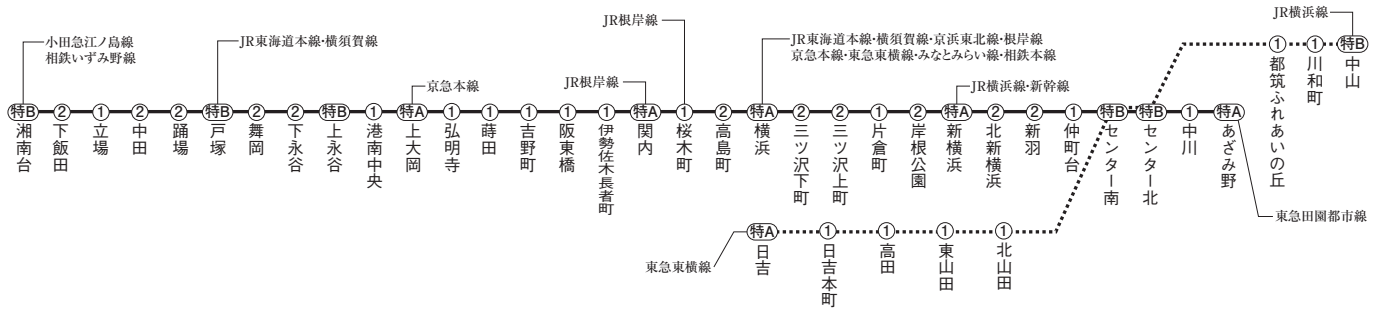 小田急江ノ島線
相鉄いずみ野線
JR東海道本線・横須賀線
京急本線
JR根岸線
JR根岸線
JR東海道本線・横須賀線・京浜東北線・根岸線
京急本線・東急東横線・みなとみらい線・相鉄本線
JR横浜線・新幹線
JR横浜線
特B 湘南台
2 下飯田
1 立場
2 中田
2 踊場
特B 戸塚
2 舞岡
2 下永谷
特B 上永谷
1 港南中央
特A 上大岡
1 弘明寺
1 蒔田
1 吉野町
1 阪東橋
1 伊勢佐木長者町
特A 関内
1 桜木町
2 高島町
特A 横浜
2 三ツ沢下町
2 三ツ沢上町
1 片倉町
2 岸根公園
特A 新横浜
2 北新横浜
2 新羽
1 仲町台
特B センター南
特B センター北
1 中川
特A あざみ野
1 都筑ふれあいの丘
1 川和町
特B 中山
東急田園都市線
東急東横線
特A 日吉
1 日吉本町
1 高田
1 東山田
1 北山田